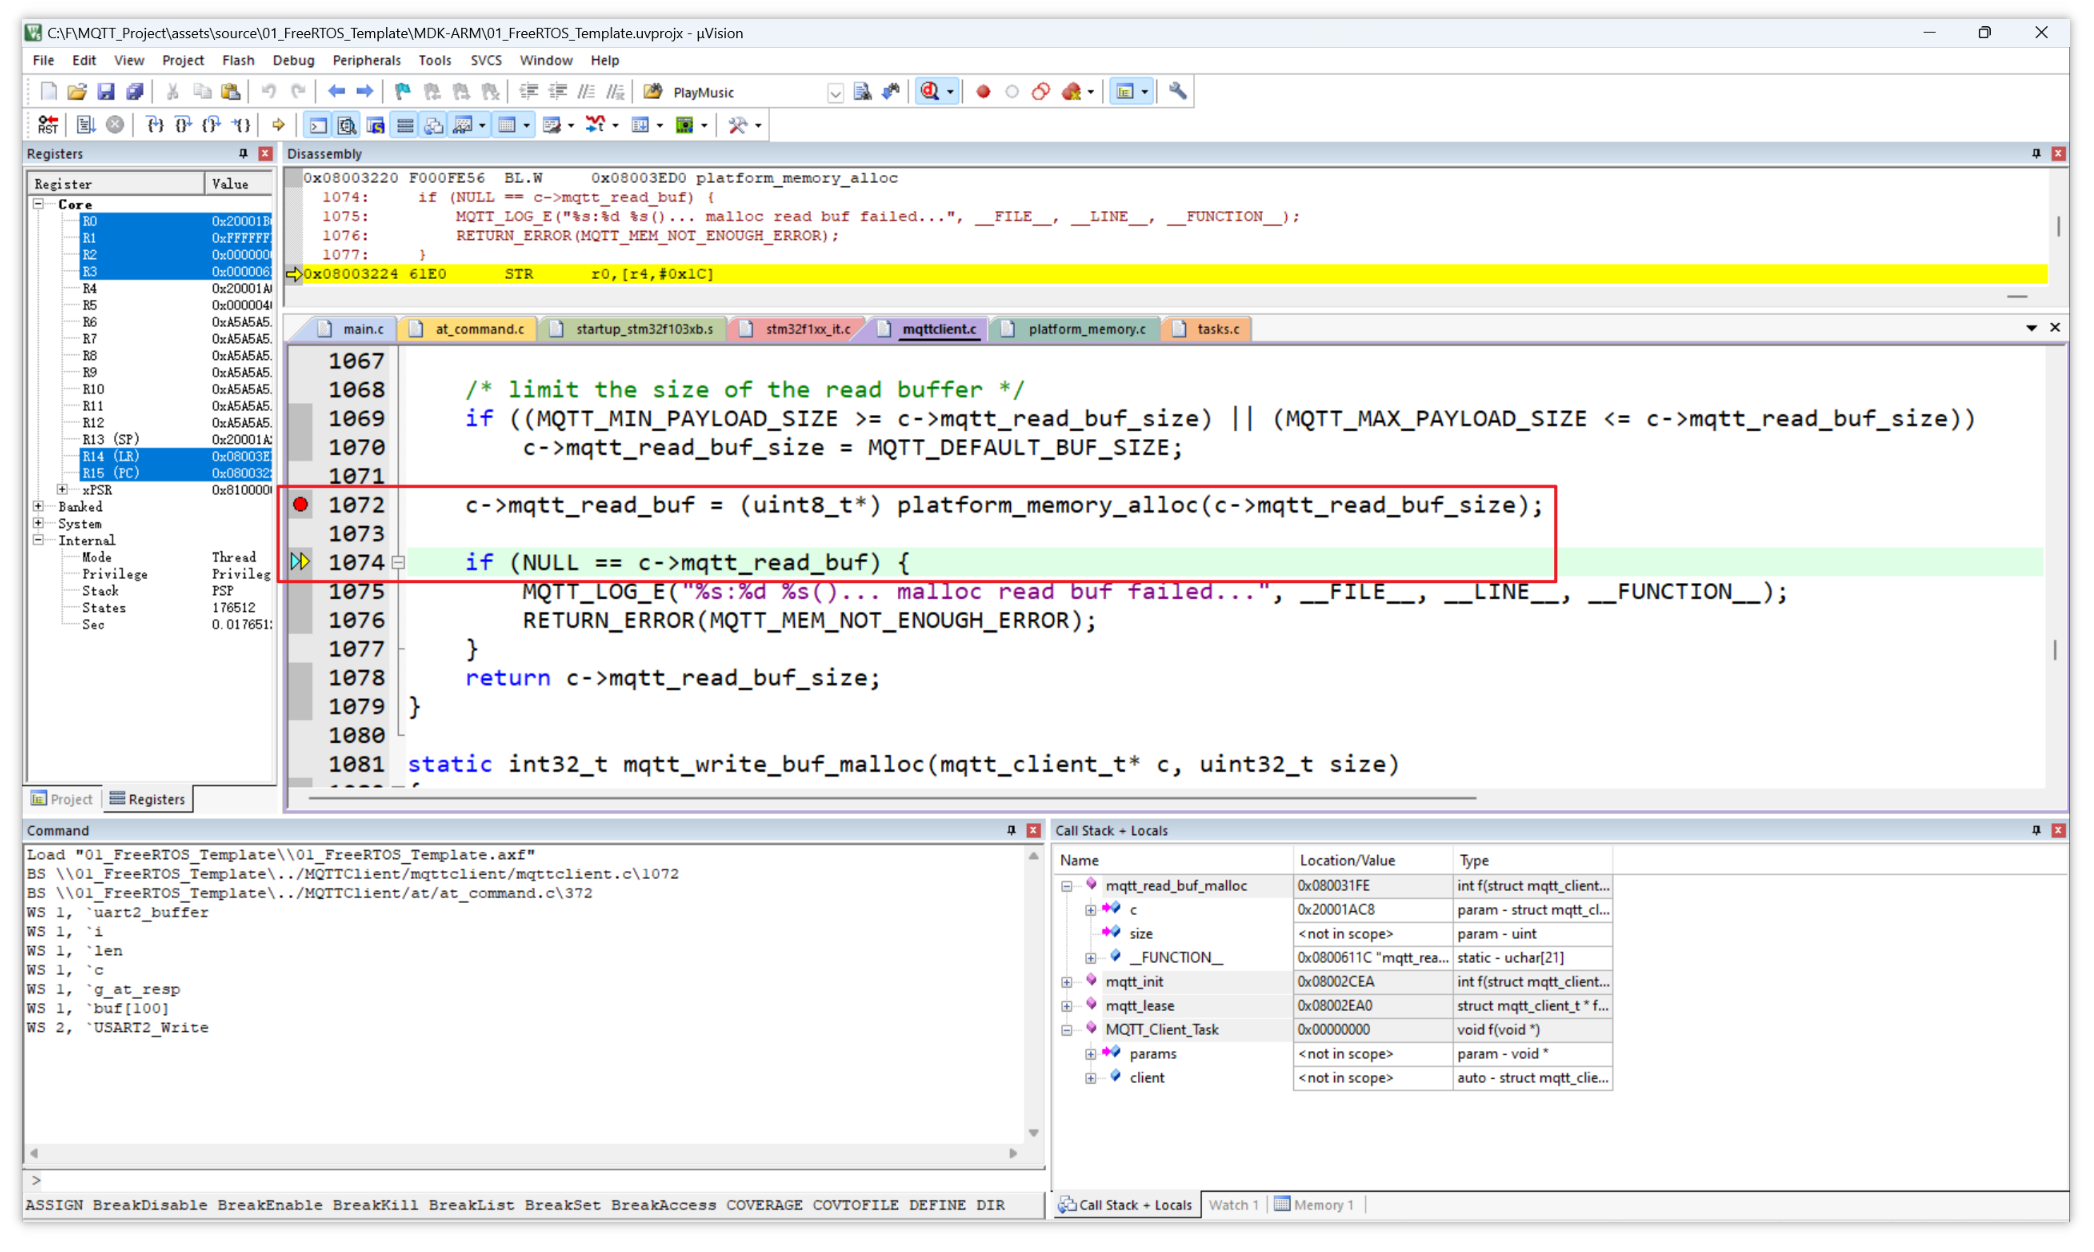 C:\F\MQTT_Project\assets\source\01_FreeRTOS_Template\MDK-ARM\01_FreeRTOS_Template.uvprojx - µVision
File Edit View Project Flash Debug Peripherals Tools SVCS Window Help
PlayMusic
RST
Registers
Register Value
Core
R0 0x20001B
R1 0xFFFFFF
R2 0x000000
R3 0x000006
R4 0x20001A
R5 0x000004
R6 0xA5A5A5
R7 0xA5A5A5
R8 0xA5A5A5
R9 0xA5A5A5
R10 0xA5A5A5
R11 0xA5A5A5
R12 0xA5A5A5
R13 (SP) 0x20001A
R14 (LR) 0x08003E
R15 (PC) 0x080032
xPSR 0x810000
Banked
System
Internal
Mode Thread
Privilege Privileg
Stack PSP
States 176512
Sec 0.017651
Project Registers
Disassembly
0x08003220 F000FE56 BL.W 0x08003ED0 platform_memory_alloc
1074: if (NULL == c->mqtt_read_buf) {
1075: MQTT_LOG_E("%s:%d %s()... malloc read buf failed...", __FILE__, __LINE__, __FUNCTION__);
1076: RETURN_ERROR(MQTT_MEM_NOT_ENOUGH_ERROR);
1077: }
0x08003224 61E0 STR r0,[r4,#0x1C]
main.c at_command.c startup_stm32f103xb.s stm32f1xx_it.c mqttclient.c platform_memory.c tasks.c
1067
1068 /* limit the size of the read buffer */
1069 if ((MQTT_MIN_PAYLOAD_SIZE >= c->mqtt_read_buf_size) || (MQTT_MAX_PAYLOAD_SIZE <= c->mqtt_read_buf_size))
1070 c->mqtt_read_buf_size = MQTT_DEFAULT_BUF_SIZE;
1071
1072 c->mqtt_read_buf = (uint8_t*) platform_memory_alloc(c->mqtt_read_buf_size);
1073
1074 if (NULL == c->mqtt_read_buf) {
1075 MQTT_LOG_E("%s:%d %s()... malloc read buf failed...", __FILE__, __LINE__, __FUNCTION__);
1076 RETURN_ERROR(MQTT_MEM_NOT_ENOUGH_ERROR);
1077 }
1078 return c->mqtt_read_buf_size;
1079 }
1080
1081 static int32_t mqtt_write_buf_malloc(mqtt_client_t* c, uint32_t size)
Command
Load "01_FreeRTOS_Template\\01_FreeRTOS_Template.axf"
BS \\01_FreeRTOS_Template\../MQTTClient/mqttclient/mqttclient.c\1072
BS \\01_FreeRTOS_Template\../MQTTClient/at/at_command.c\372
WS 1, `uart2_buffer
WS 1, `i
WS 1, `len
WS 1, `c
WS 1, `g_at_resp
WS 1, `buf[100]
WS 2, `USART2_Write
>
ASSIGN BreakDisable BreakEnable BreakKill BreakList BreakSet BreakAccess COVERAGE COVTOFILE DEFINE DIR
Call Stack + Locals
Name Location/Value Type
mqtt_read_buf_malloc 0x080031FE int f(struct mqtt_client...
c 0x20001AC8 param - struct mqtt_cl...
size <not in scope> param - uint
__FUNCTION__ 0x0800611C "mqtt_rea... static - uchar[21]
mqtt_init 0x08002CEA int f(struct mqtt_client...
mqtt_lease 0x08002EA0 struct mqtt_client_t * f...
MQTT_Client_Task 0x00000000 void f(void *)
params <not in scope> param - void *
client <not in scope> auto - struct mqtt_clie...
Call Stack + Locals Watch 1 Memory 1